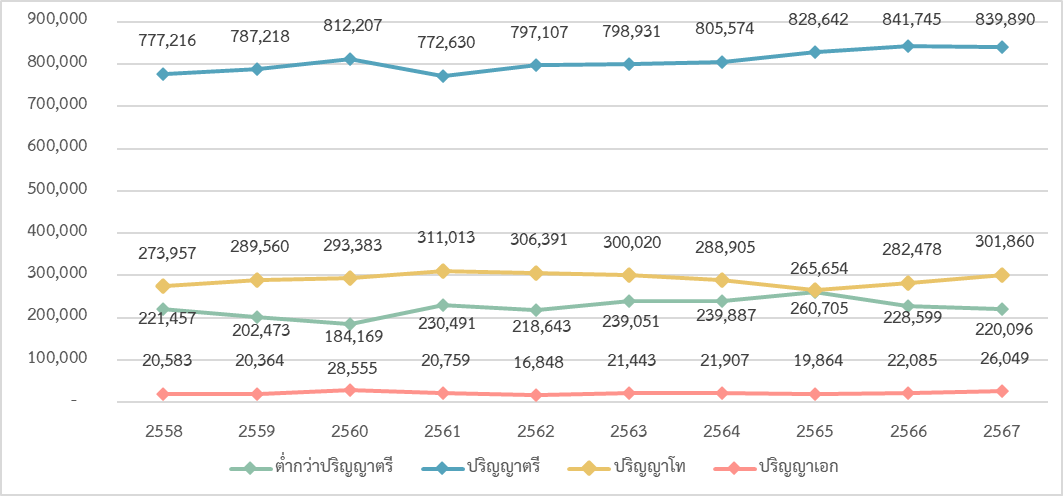 900,000
800,000
700,000
600,000
500,000
400,000
300,000
200,000
100,000
-
777,216 787,218 812,207 772,630 797,107 798,931 805,574 828,642 841,745 839,890
273,957 289,560 293,383 311,013 306,391 300,020 288,905 265,654 282,478 301,860
221,457 202,473 184,169 230,491 218,643 239,051 239,887 260,705 228,599 220,096
20,583 20,364 28,555 20,759 16,848 21,443 21,907 19,864 22,085 26,049
2558 2559 2560 2561 2562 2563 2564 2565 2566 2567
ต่ำกว่าปริญญาตรี ปริญญาตรี ปริญญาโท ปริญญาเอก